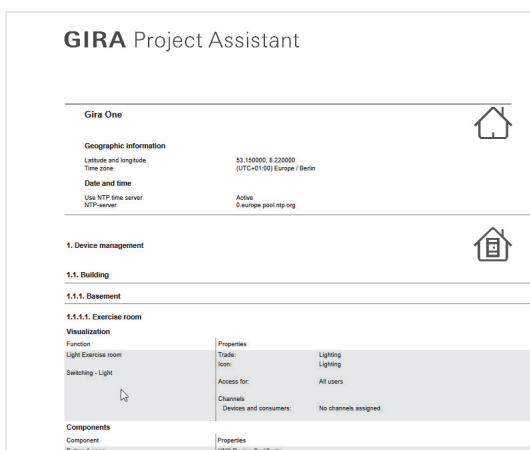 GIRA Project Assistant
Gira One
Geographic information
Latitude and longitude 53.150000, 8.220000
Time zone (UTC+01:00) Europe / Berlin
Date and time
Use NTP time server Active
NTP-server 0.europe.pool.ntp.org
1. Device management
1.1. Building
1.1.1. Basement
1.1.1.1. Exercise room
Visualization
Function Properties
Light Exercise room Trade: Lighting
Icon: Lighting
Switching - Light
Access for: All users
Channels
Devices and consumers: No channels assigned.
Components
Component Properties